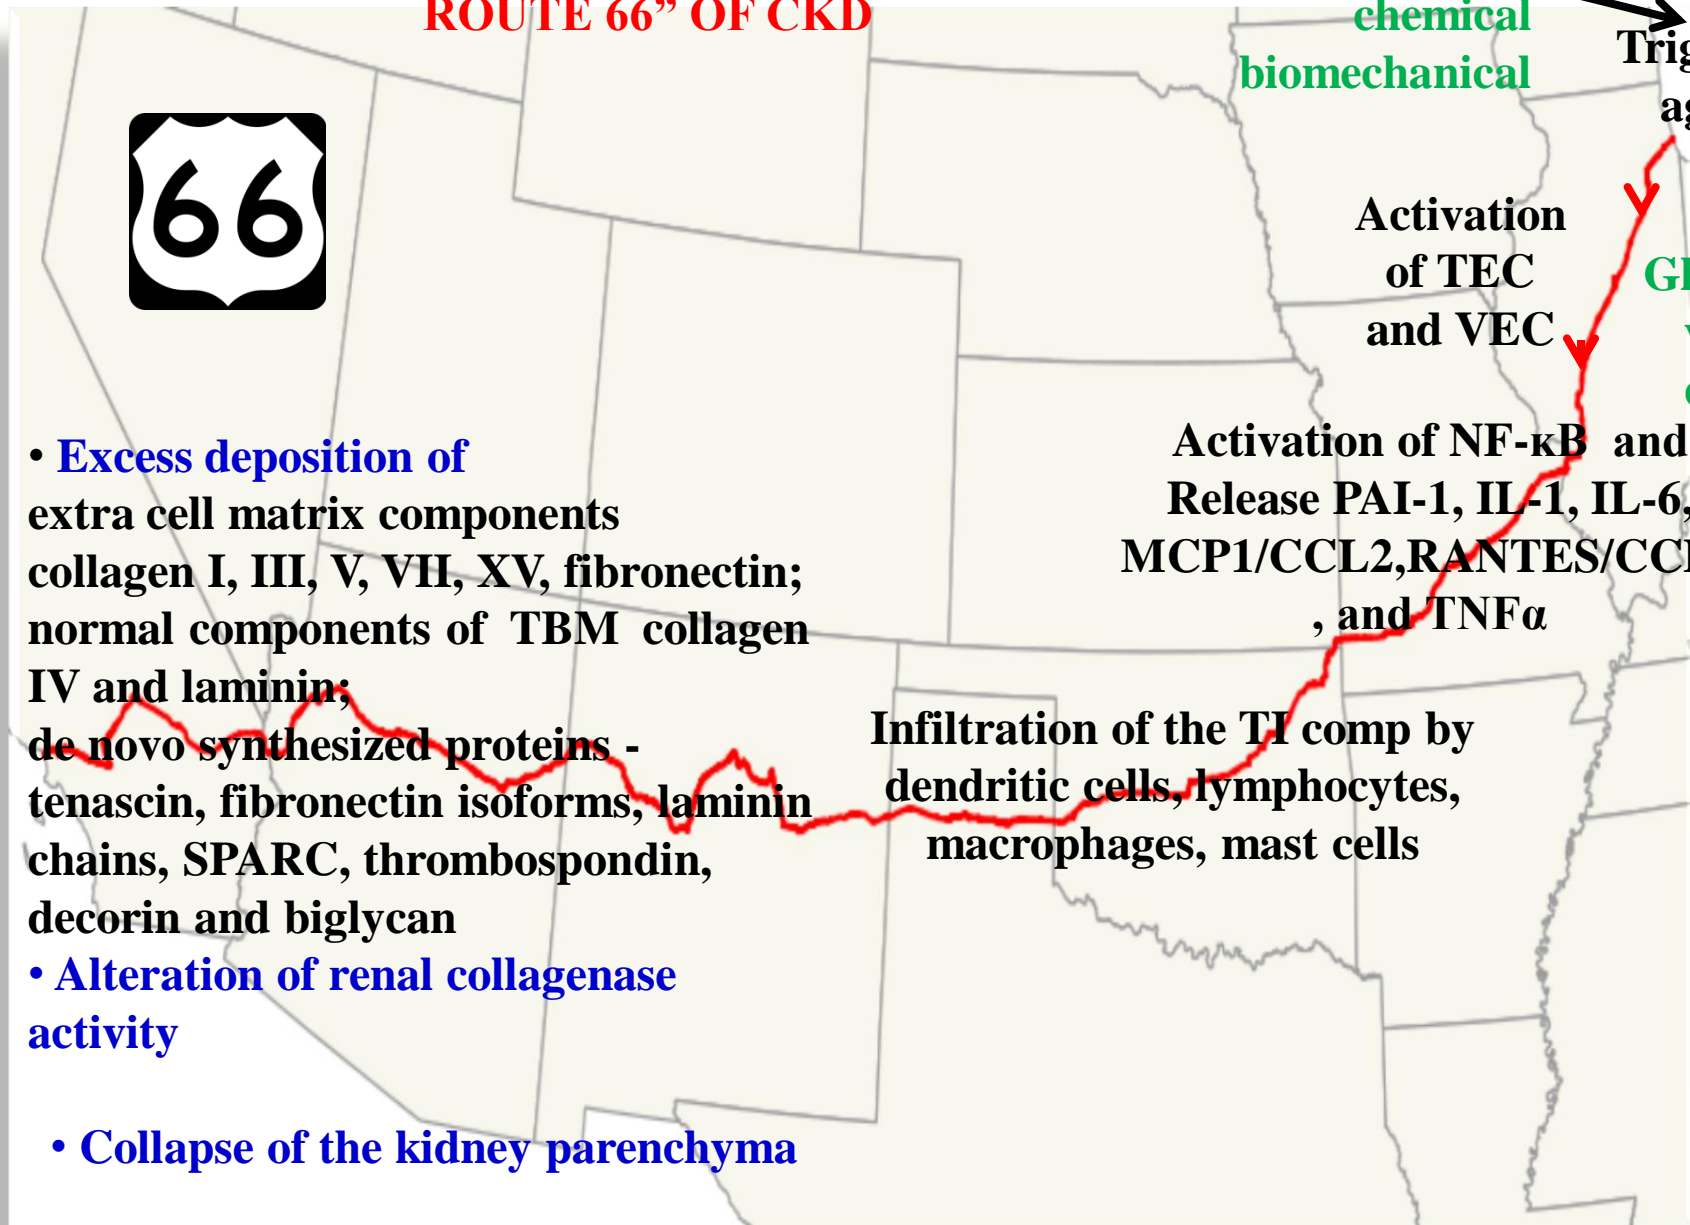 ROUTE 66” OF CKD
chemical
biomechanical
66
Activation
of TEC
and VEC
Activation of NF-κB and
Release PAI-1, IL-1, IL-6,
MCP1/CCL2,RANTES/
, and TNFα
Infiltration of the TI comp by
dendritic cells, lymphocytes,
macrophages, mast cells
• Excess deposition of
extra cell matrix components
collagen I, III, V, VII, XV, fibronectin;
normal components of TBM collagen
IV and laminin;
de novo synthesized proteins -
tenascin, fibronectin isoforms, laminin
chains, SPARC, thrombospondin,
decorin and biglycan
• Alteration of renal collagenase
activity
• Collapse of the kidney parenchyma